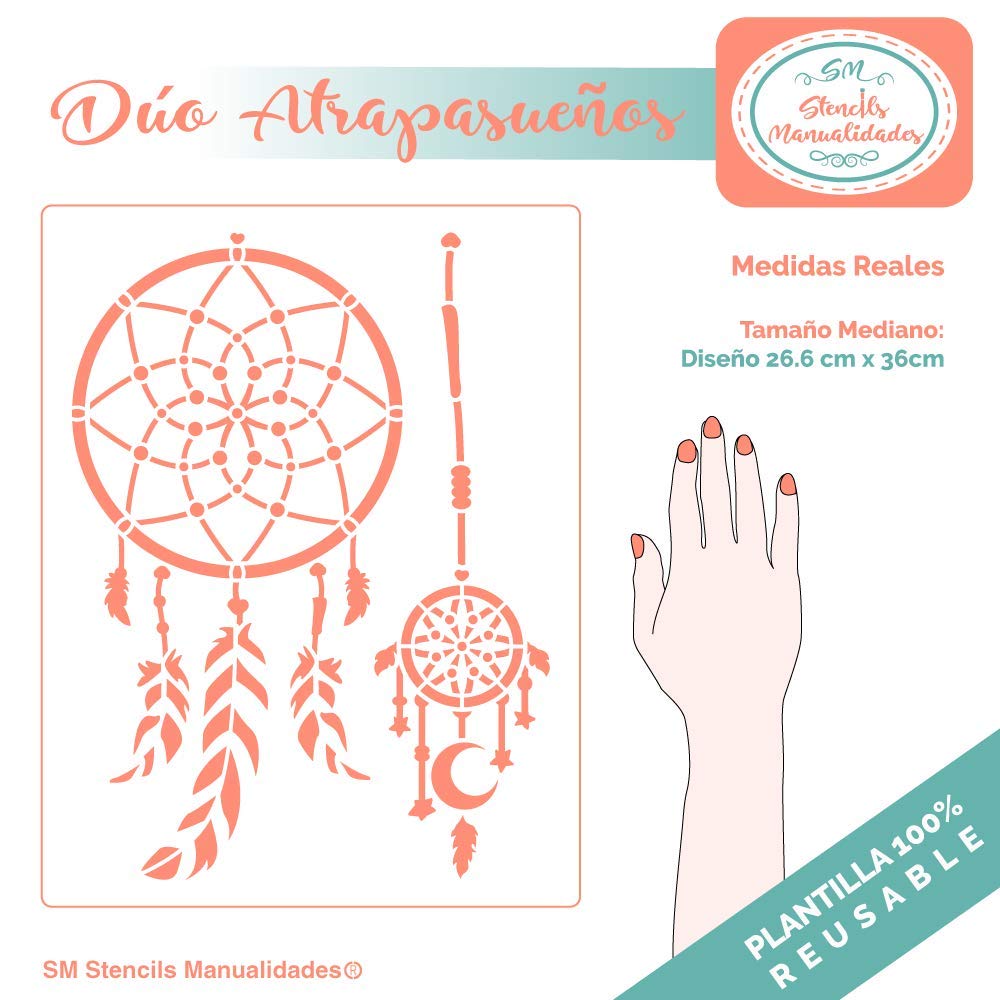 Dúo Atrapasueños
SM
Stencils
Manualidades
Medidas Reales
Tamaño Mediano:
Diseño 26.6 cm x 36cm
PLANTILLA 100%
REUSABLE
SM Stencils Manualidades®